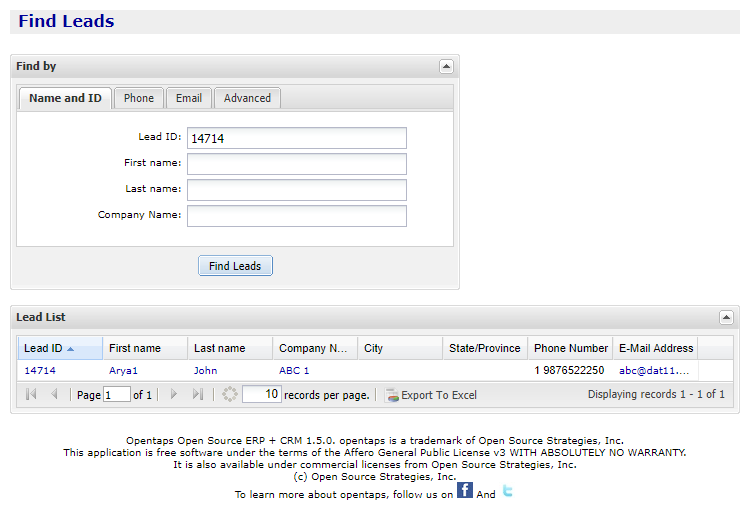 Find Leads
Find by
Name and ID Phone Email Advanced
Lead ID: 14714
First name:
Last name:
Company Name:
Find Leads
Lead List
Lead ID First name Last name Company N... City State/Province Phone Number E-Mail Address
14714 Arya1 John ABC 1 1 9876522250 abc@dat11....
Page 1 of 1 10 records per page. Export To Excel Displaying records 1 - 1 of 1
Opentaps Open Source ERP + CRM 1.5.0. opentaps is a trademark of Open Source Strategies, Inc.
This application is free software under the terms of the Affero General Public License v3 WITH ABSOLUTELY NO WARRANTY.
It is also available under commercial licenses from Open Source Strategies, Inc.
(c) Open Source Strategies, Inc.
To learn more about opentaps, follow us on f And t